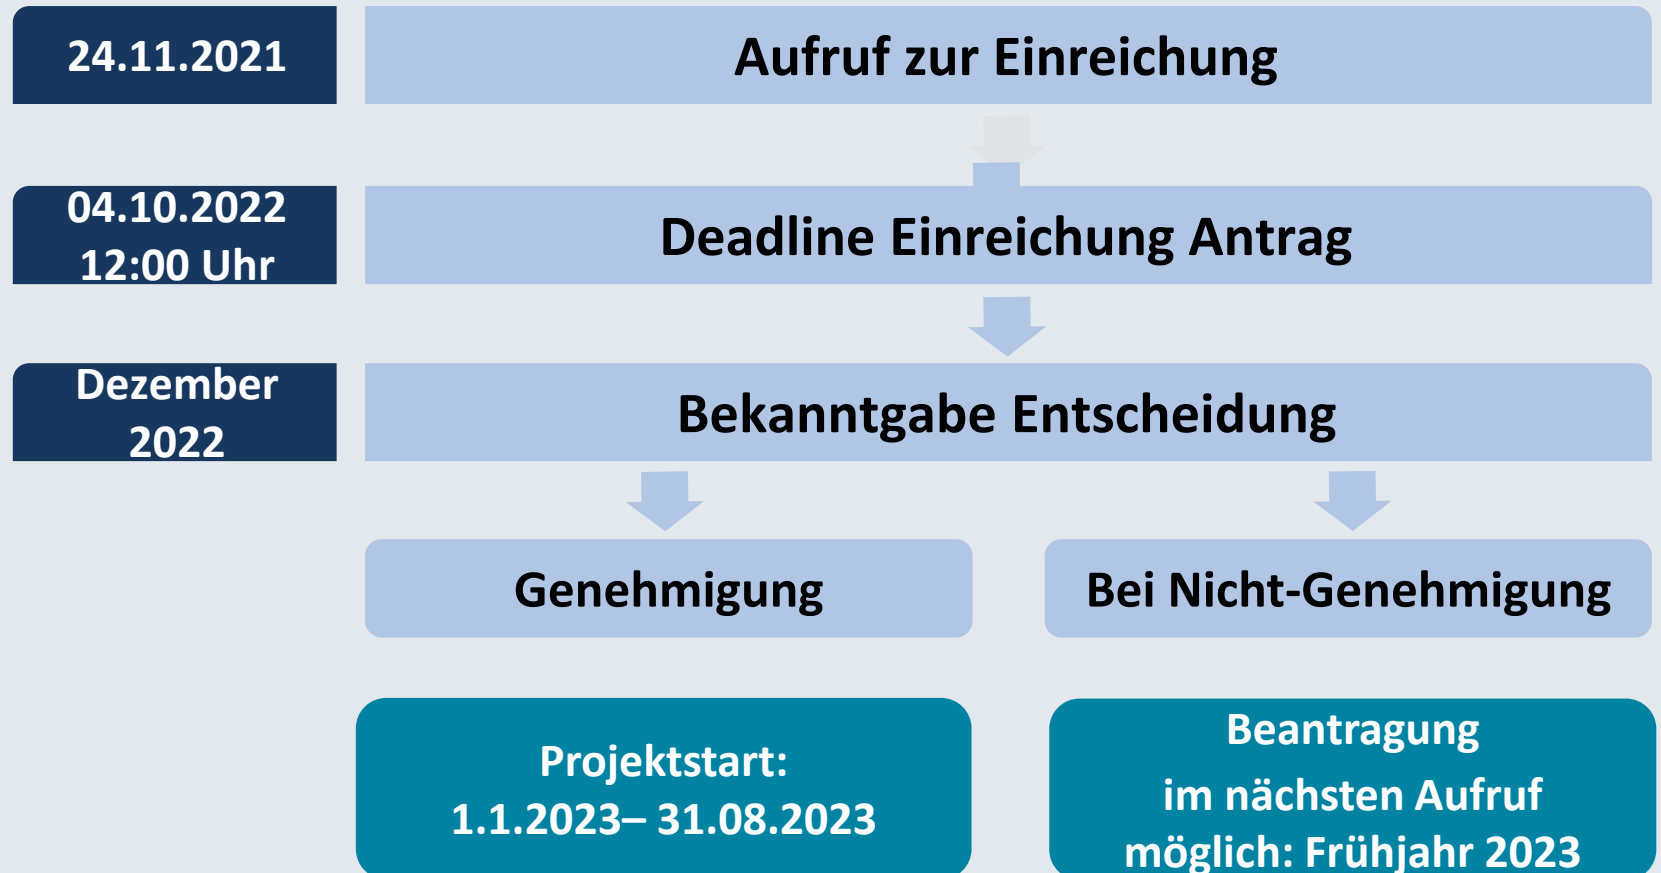 24.11.2021
Aufruf zur Einreichung
04.10.2022
12:00 Uhr
Deadline Einreichung Antrag
Dezember
2022
Bekanntgabe Entscheidung
Genehmigung
Bei Nicht-Genehmigung
Projektstart:
1.1.2023– 31.08.2023
Beantragung
im nächsten Aufruf
möglich: Frühjahr 2023